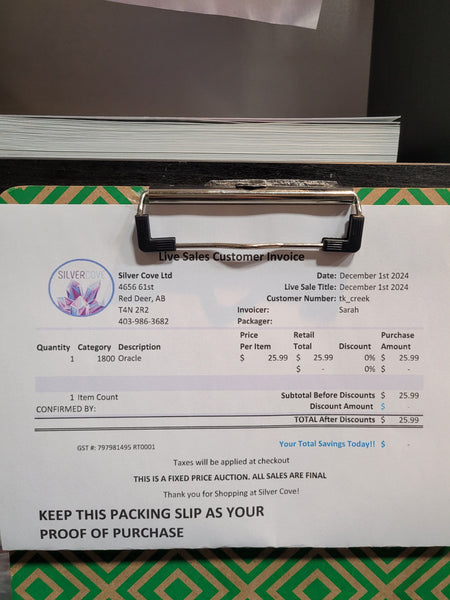 Live Sales Customer Invoice
SILVERCOVE
Silver Cove Ltd
4656 61st
Red Deer, AB
T4N 2R2
403-986-3682
Date: December 1st 2024
Live Sale Title: December 1st 2024
Customer Number: tk_creek
Invoicer: Sarah
Packager:
Quantity Category Description Price Per Item Retail Total Discount Purchase Amount
1 1800 Oracle $ 25.99 $ 25.99 0% $ 25.99
$ - 0% $ -
1 Item Count Subtotal Before Discounts $ 25.99
CONFIRMED BY: Discount Amount $ -
TOTAL After Discounts $ 25.99
GST #: 797981495 RT0001 Your Total Savings Today!! $ -
Taxes will be applied at checkout
THIS IS A FIXED PRICE AUCTION. ALL SALES ARE FINAL
Thank you for Shopping at Silver Cove!
KEEP THIS PACKING SLIP AS YOUR
PROOF OF PURCHASE